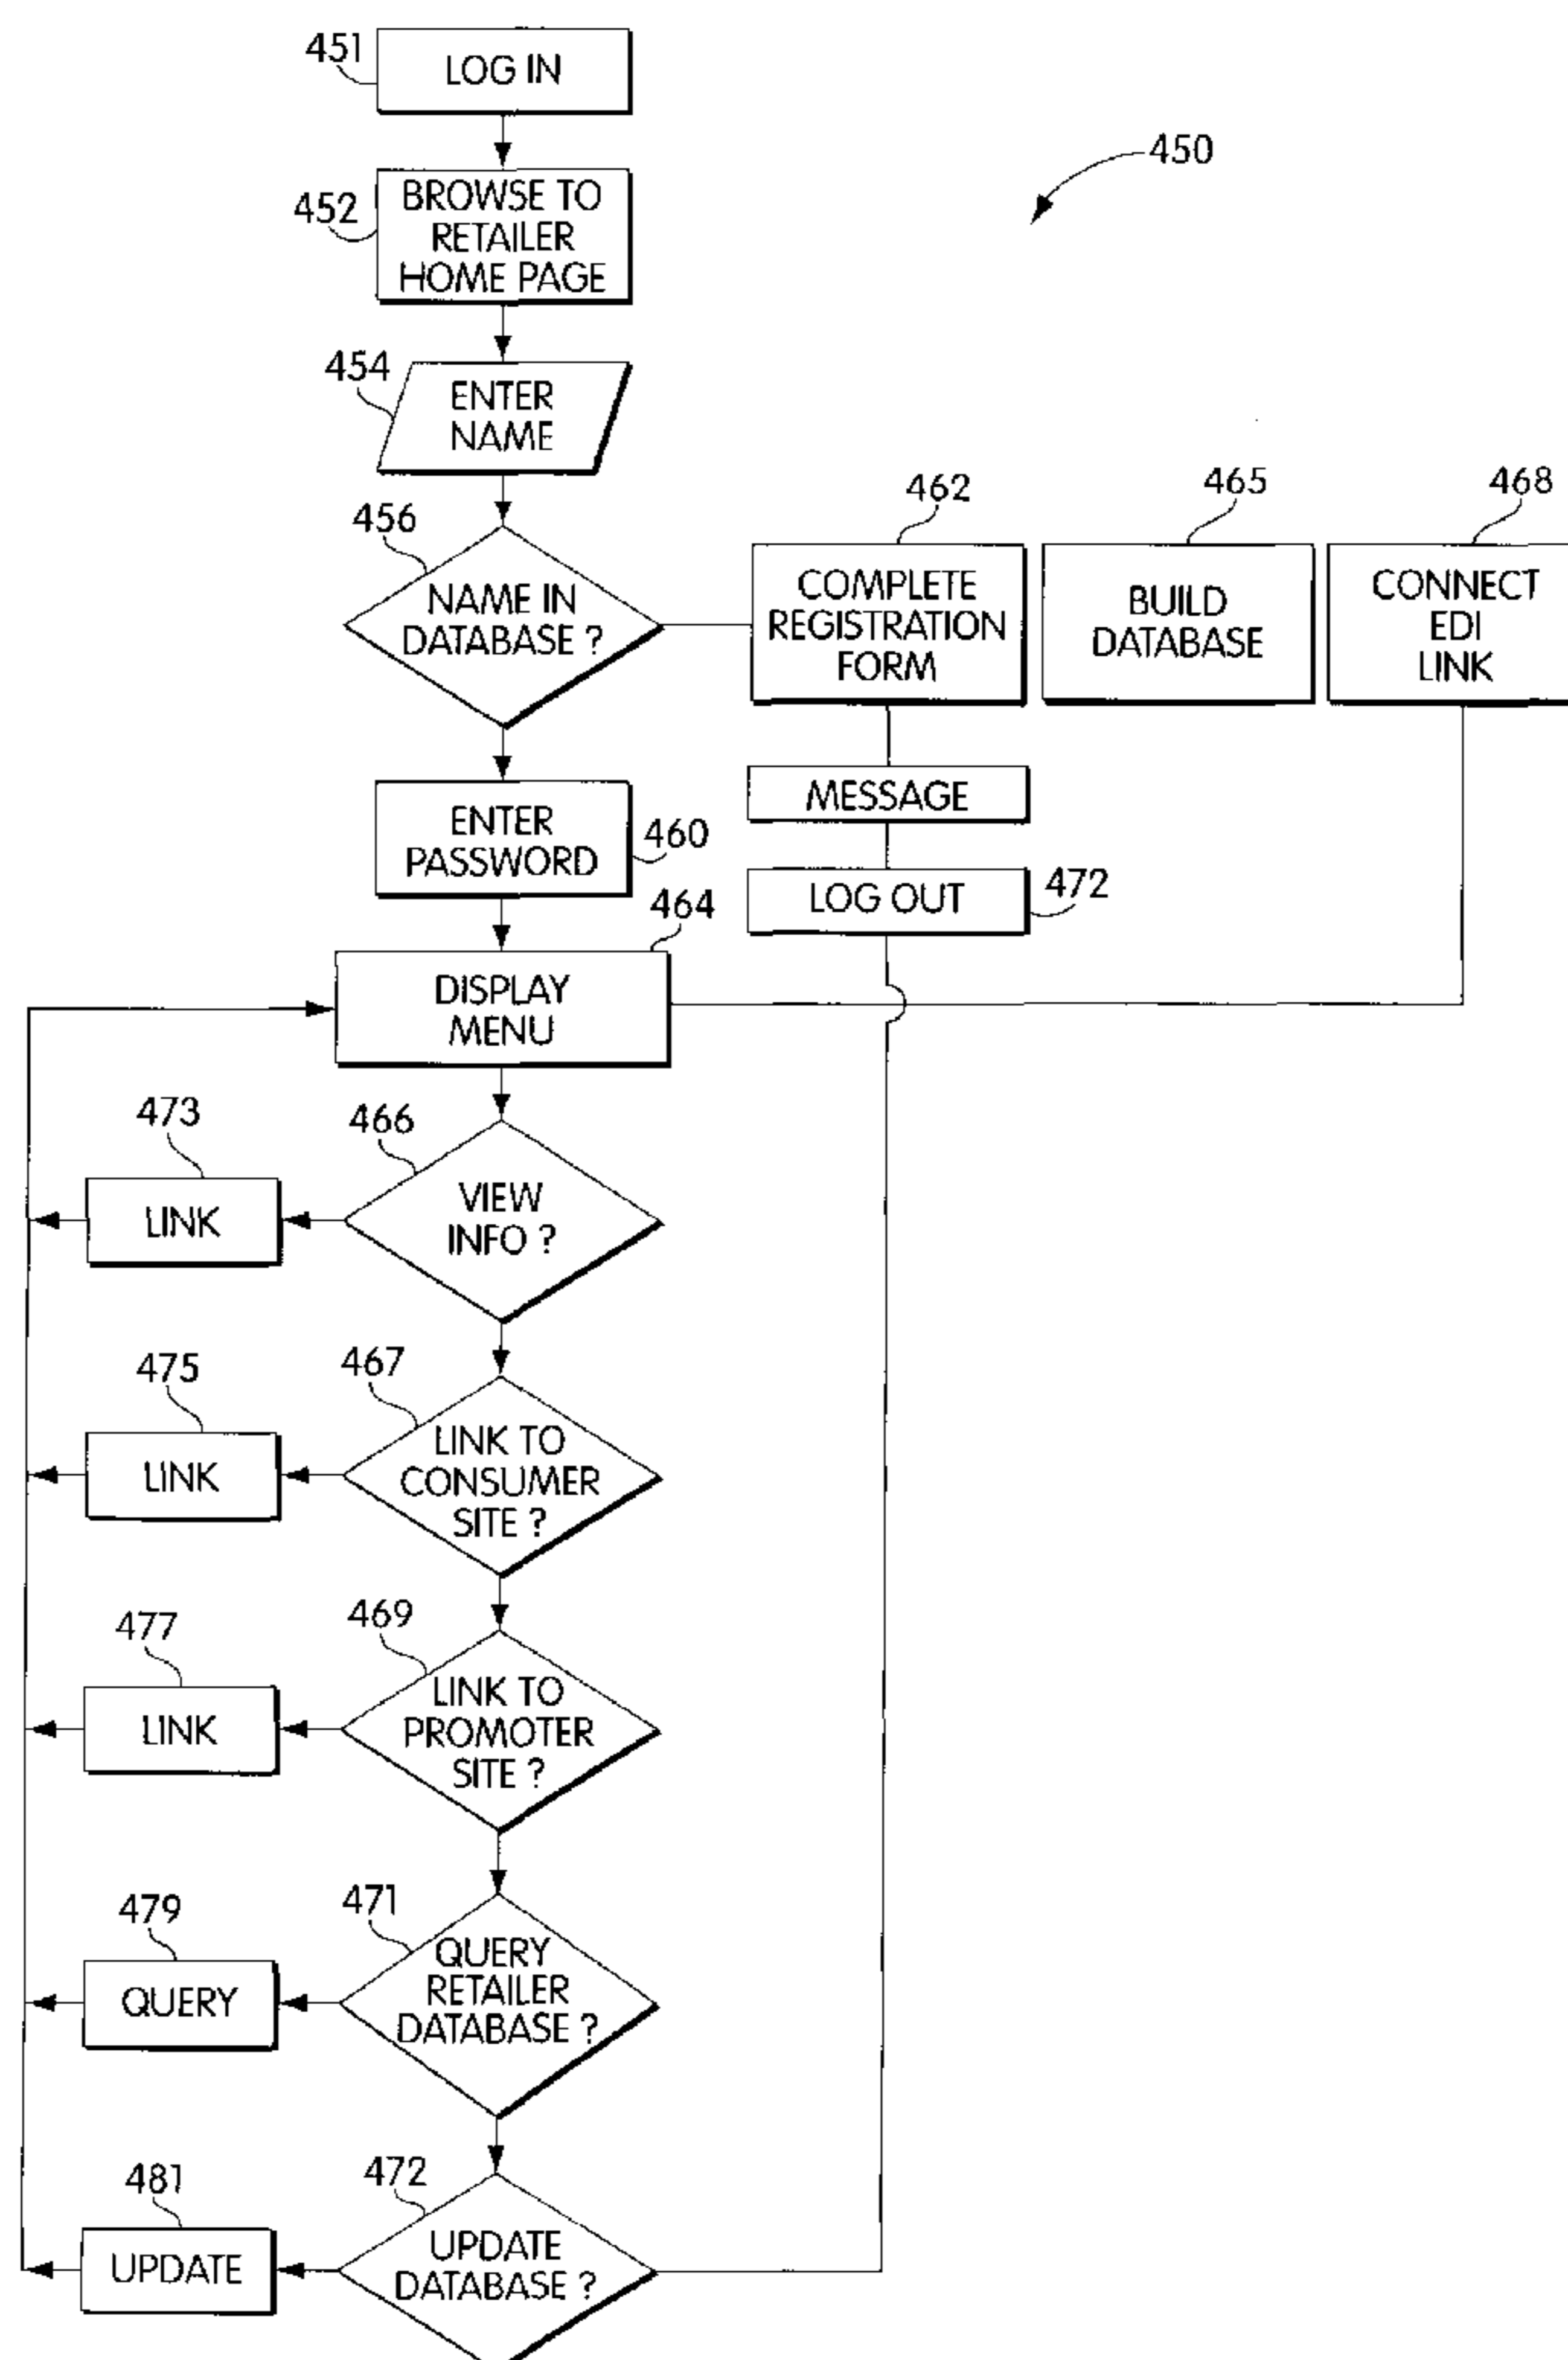 451
LOG IN
450
452
BROWSE TO
RETAILER
HOME PAGE
454
ENTER
NAME
456
NAME IN
DATABASE ?
462
COMPLETE
REGISTRATION
FORM
465
BUILD
DATABASE
468
CONNECT
EDI
LINK
MESSAGE
ENTER
PASSWORD
460
LOG OUT
472
464
DISPLAY
MENU
473
LINK
466
VIEW
INFO ?
475
LINK
467
LINK TO
CONSUMER
SITE ?
477
LINK
469
LINK TO
PROMOTER
SITE ?
479
QUERY
471
QUERY
RETAILER
DATABASE ?
481
UPDATE
472
UPDATE
DATABASE ?